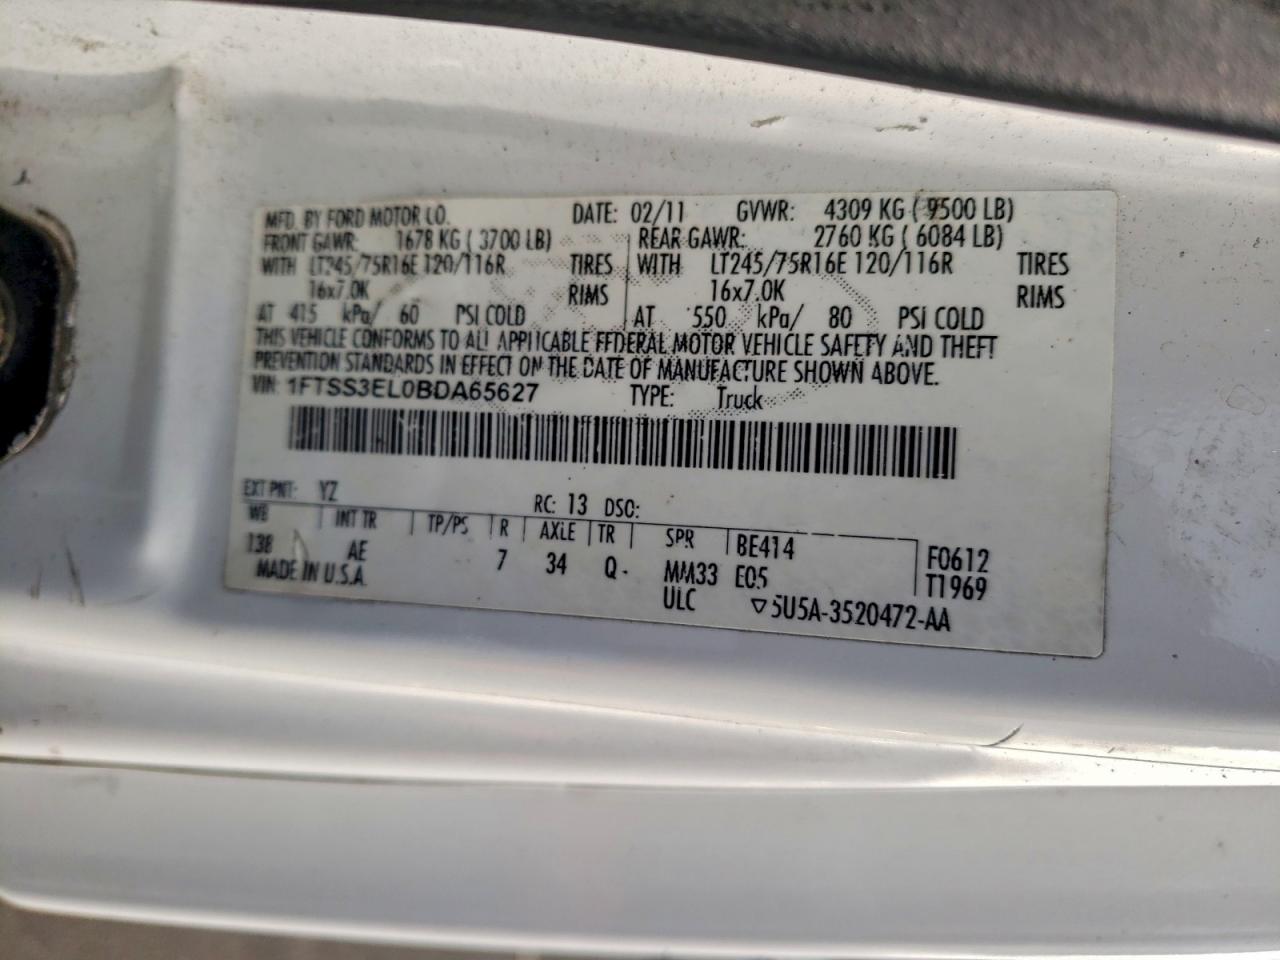 MFD. BY FORD MOTOR CO. DATE: 02/11 GVWR: 4309 KG ( 9500 LB)
FRONT GAWR: 1678 KG ( 3700 LB) REAR GAWR: 2760 KG ( 6084 LB)
WITH LT245/75R16E 120/116R TIRES WITH LT245/75R16E 120/116R TIRES
16x7.0K RIMS 16x7.0K RIMS
AT 415 kPa/ 60 PSI COLD AT 550 kPa/ 80 PSI COLD
THIS VEHICLE CONFORMS TO ALL APPLICABLE FEDERAL MOTOR VEHICLE SAFETY AND THEFT
PREVENTION STANDARDS IN EFFECT ON THE DATE OF MANUFACTURE SHOWN ABOVE.
VIN: 1FTSS3EL0BDA65627 TYPE: Truck
EXT PNT: YZ RC: 13 DSO:
WB INT TR TP/PS R AXLE TR SPR BE414 F0612
138 AE 7 34 Q MM33 E05 T1969
MADE IN U.S.A. ULC ▽5U5A-3520472-AA